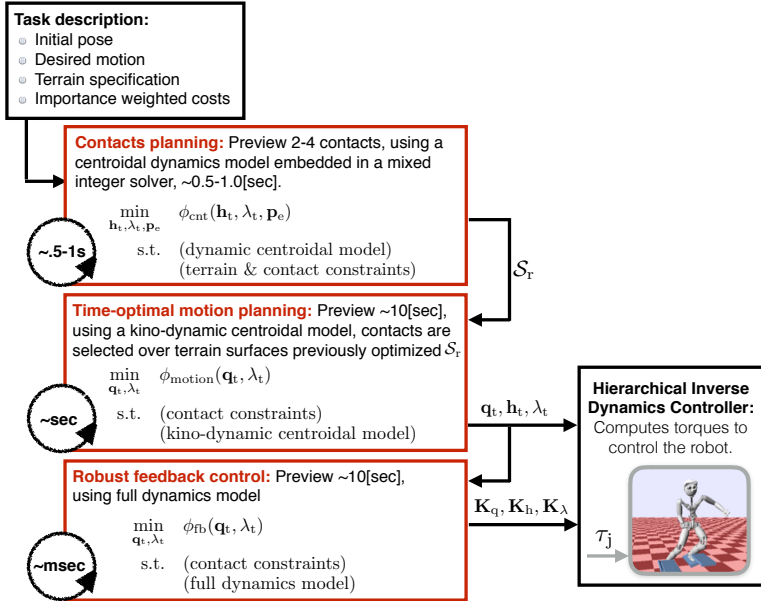 Task description:
Initial pose
Desired motion
Terrain specification
Importance weighted costs
Contacts planning: Preview 2-4 contacts, using a
centroidal dynamics model embedded in a mixed
integer solver, ~0.5-1.0[sec].
min ϕcnt(ht, λt, pe)
ht,λt,pe
s.t. (dynamic centroidal model)
(terrain & contact constraints)
~.5-1s
Sr
Time-optimal motion planning: Preview ~10[sec],
using a kino-dynamic centroidal model, contacts are
selected over terrain surfaces previously optimized Sr
min ϕmotion(qt, λt)
qt,λt
s.t. (contact constraints)
(kino-dynamic centroidal model)
~sec
qt, ht, λt
Robust feedback control: Preview ~10[sec],
using full dynamics model
min ϕfb(qt, λt)
qt,λt
s.t. (contact constraints)
(full dynamics model)
~msec
Kq, Kh, Kλ
Hierarchical Inverse
Dynamics Controller:
Computes torques to
control the robot.
τj